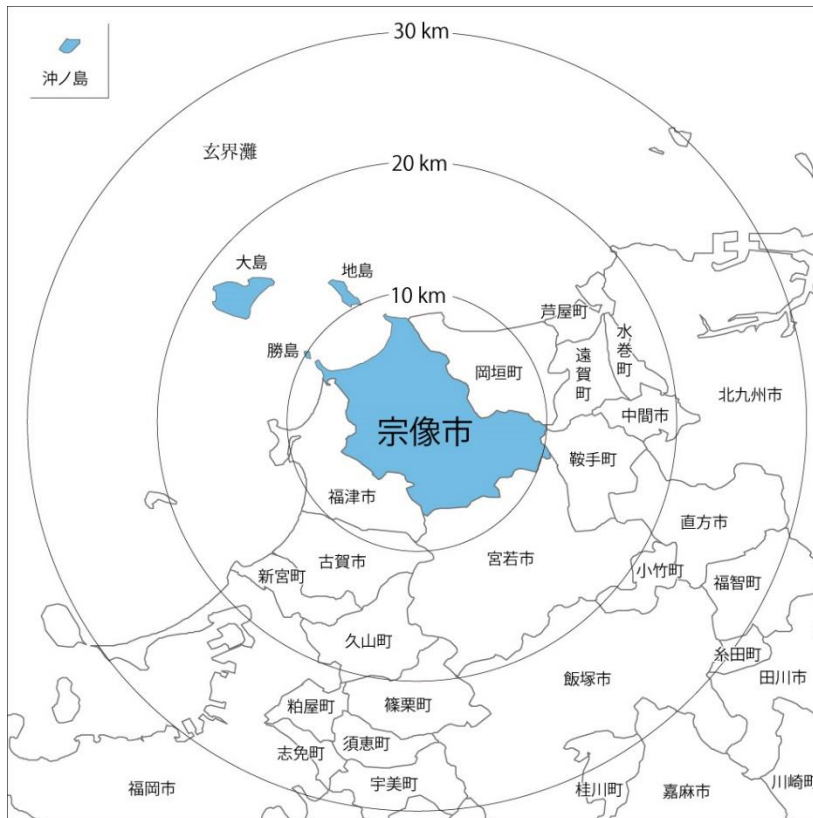 30 km
沖ノ島
玄界灘
20 km
大島
地島
10 km
芦屋町
水巻町
勝島
岡垣町
遠賀町
北九州市
中間市
宗像市
鞍手町
福津市
直方市
古賀市
宮若市
新宮町
小竹町
福智町
久山町
糸田町
飯塚市
田川市
粕屋町
篠栗町
須恵町
志免町
宇美町
福岡市
桂川町
嘉麻市
川崎町